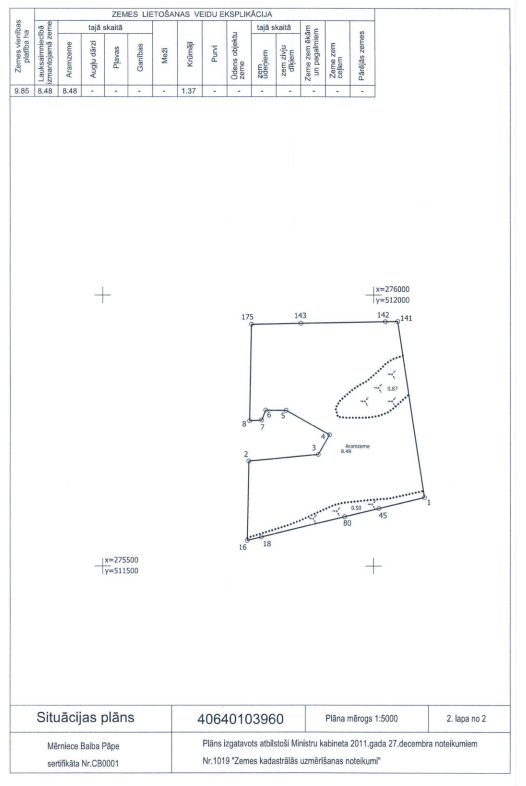 ZEMES LIETOŠANAS VEIDU EKSPLIKĀCIJA
Zemes vienības platība ha
Lauksaimniecībā izmantojamā zeme
tajā skaitā
Aramzeme
Augļu dārzi
Pļavas
Ganības
Meži
Krūmāji
Purvi
Ūdens objektu zeme
tajā skaitā
zem ūdeņiem
zem zivju dīķiem
Zeme zem ēkām un pagalmiem
Zeme zem ceļiem
Pārējās zemes
9.85 8.48 8.48 - - - - 1.37 - - - - - - -
x=276000
y=512000
175 143 142 141
0.87
6 5
8 7
4
Aramzeme
8.48
3
2
1
0.50
45
80
18
16
x=275500
y=511500
Situācijas plāns
40640103960
Plāna mērogs 1:5000
2. lapa no 2
Mērniece Baiba Pāpe
sertifikāta Nr.CB0001
Plāns izgatavots atbilstoši Ministru kabineta 2011.gada 27.decembra noteikumiem
Nr.1019 "Zemes kadastrālās uzmērīšanas noteikumi"